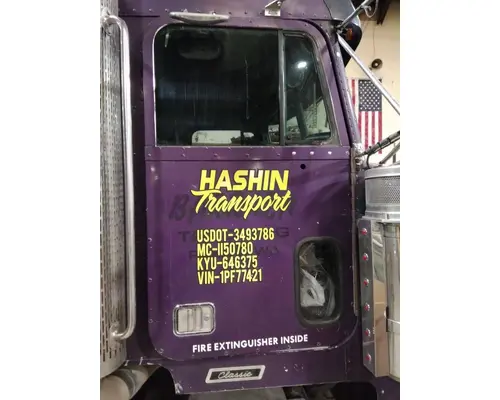 HASHIN
Transport
USDOT-3493786
MC-1150780
KYU-646375
VIN-1PF77421
FIRE EXTINGUISHER INSIDE
Classic